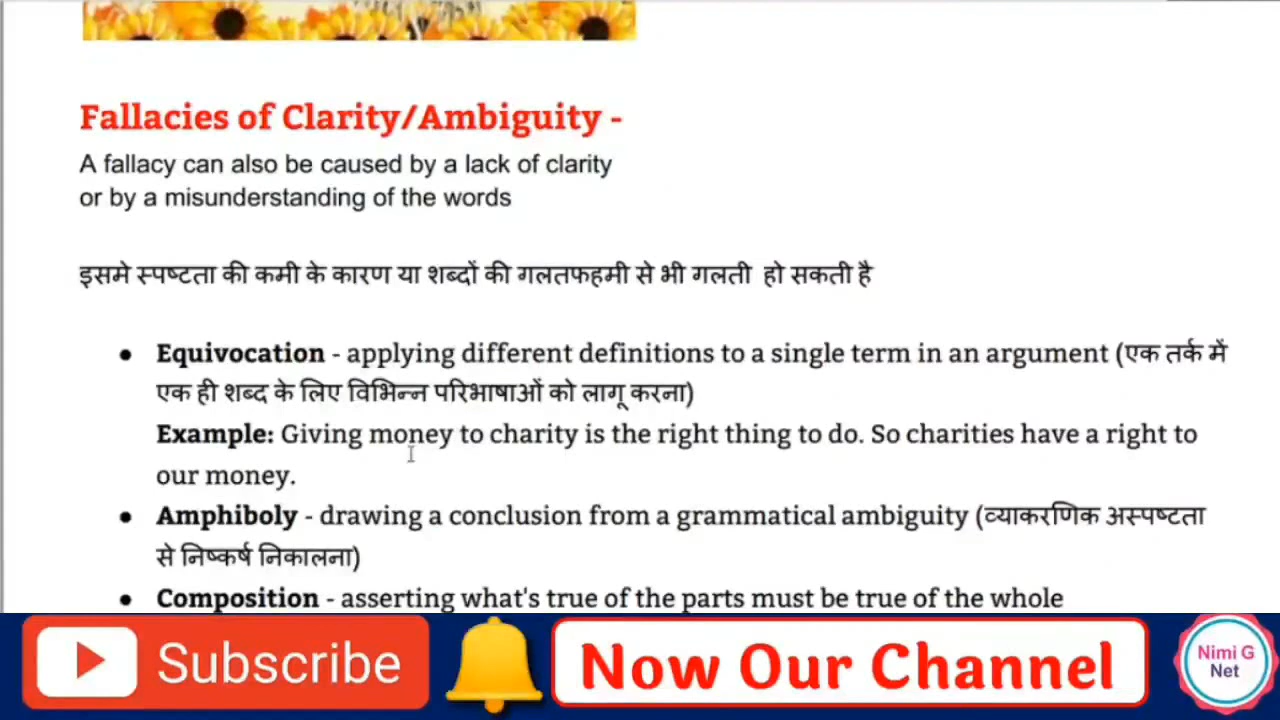 Fallacies of Clarity/Ambiguity -
A fallacy can also be caused by a lack of clarity
or by a misunderstanding of the words
इसमे स्पष्टता की कमी के कारण या शब्दों की गलतफहमी से भी गलती हो सकती है
• Equivocation - applying different definitions to a single term in an argument (एक तर्क में
एक ही शब्द के लिए विभिन्न परिभाषाओं को लागू करना)
Example: Giving money to charity is the right thing to do. So charities have a right to
our money.
• Amphiboly - drawing a conclusion from a grammatical ambiguity (व्याकरणिक अस्पष्टता
से निष्कर्ष निकालना)
• Composition - asserting what's true of the parts must be true of the whole
Subscribe
Now Our Channel
Nimi G
Net